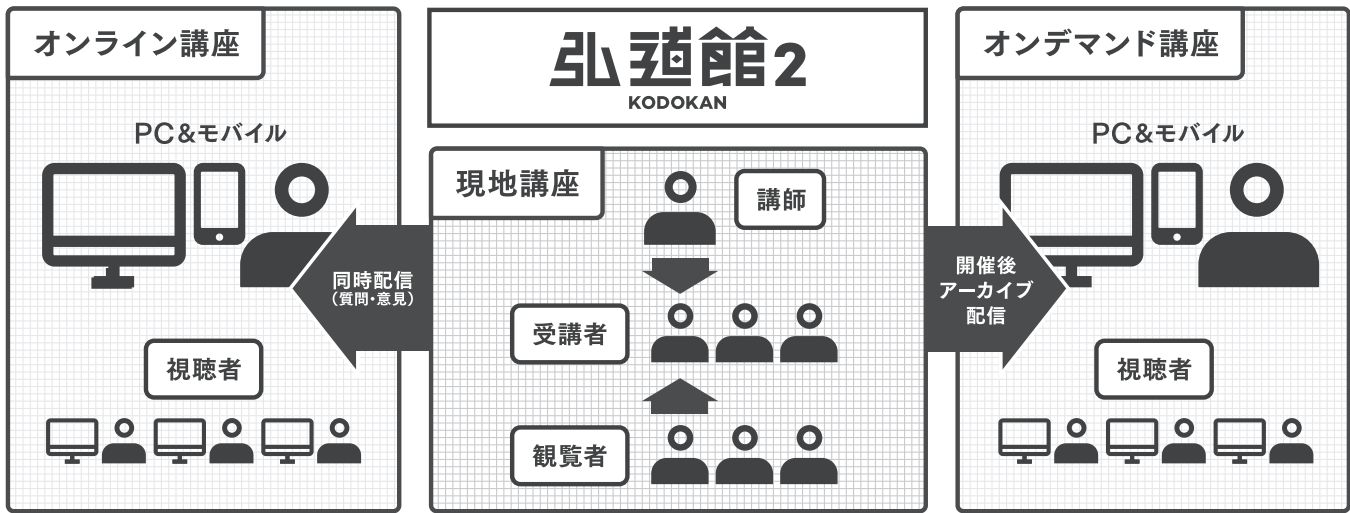 オンライン講座
PC&モバイル
同時配信
(質問・意見)
視聴者
弘道館2
KODOKAN
現地講座
講師
受講者
観覧者
オンデマンド講座
PC&モバイル
開催後
アーカイブ
配信
視聴者